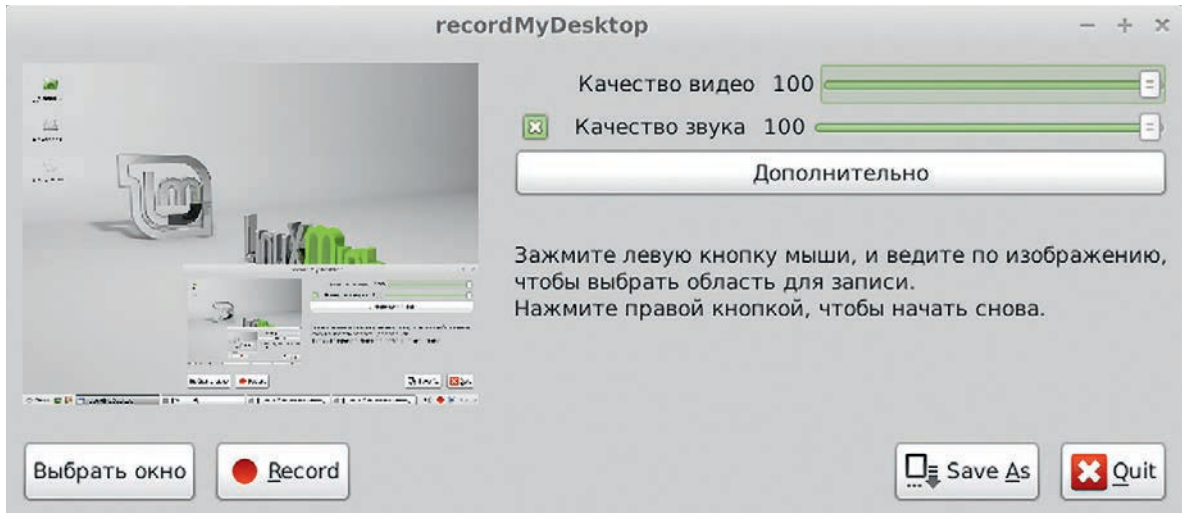 recordMyDesktop
Качество видео 100
Качество звука 100
Дополнительно
Зажмите левую кнопку мыши, и ведите по изображению,
чтобы выбрать область для записи.
Нажмите правой кнопкой, чтобы начать снова.
Выбрать окно
Record
Save As
Quit